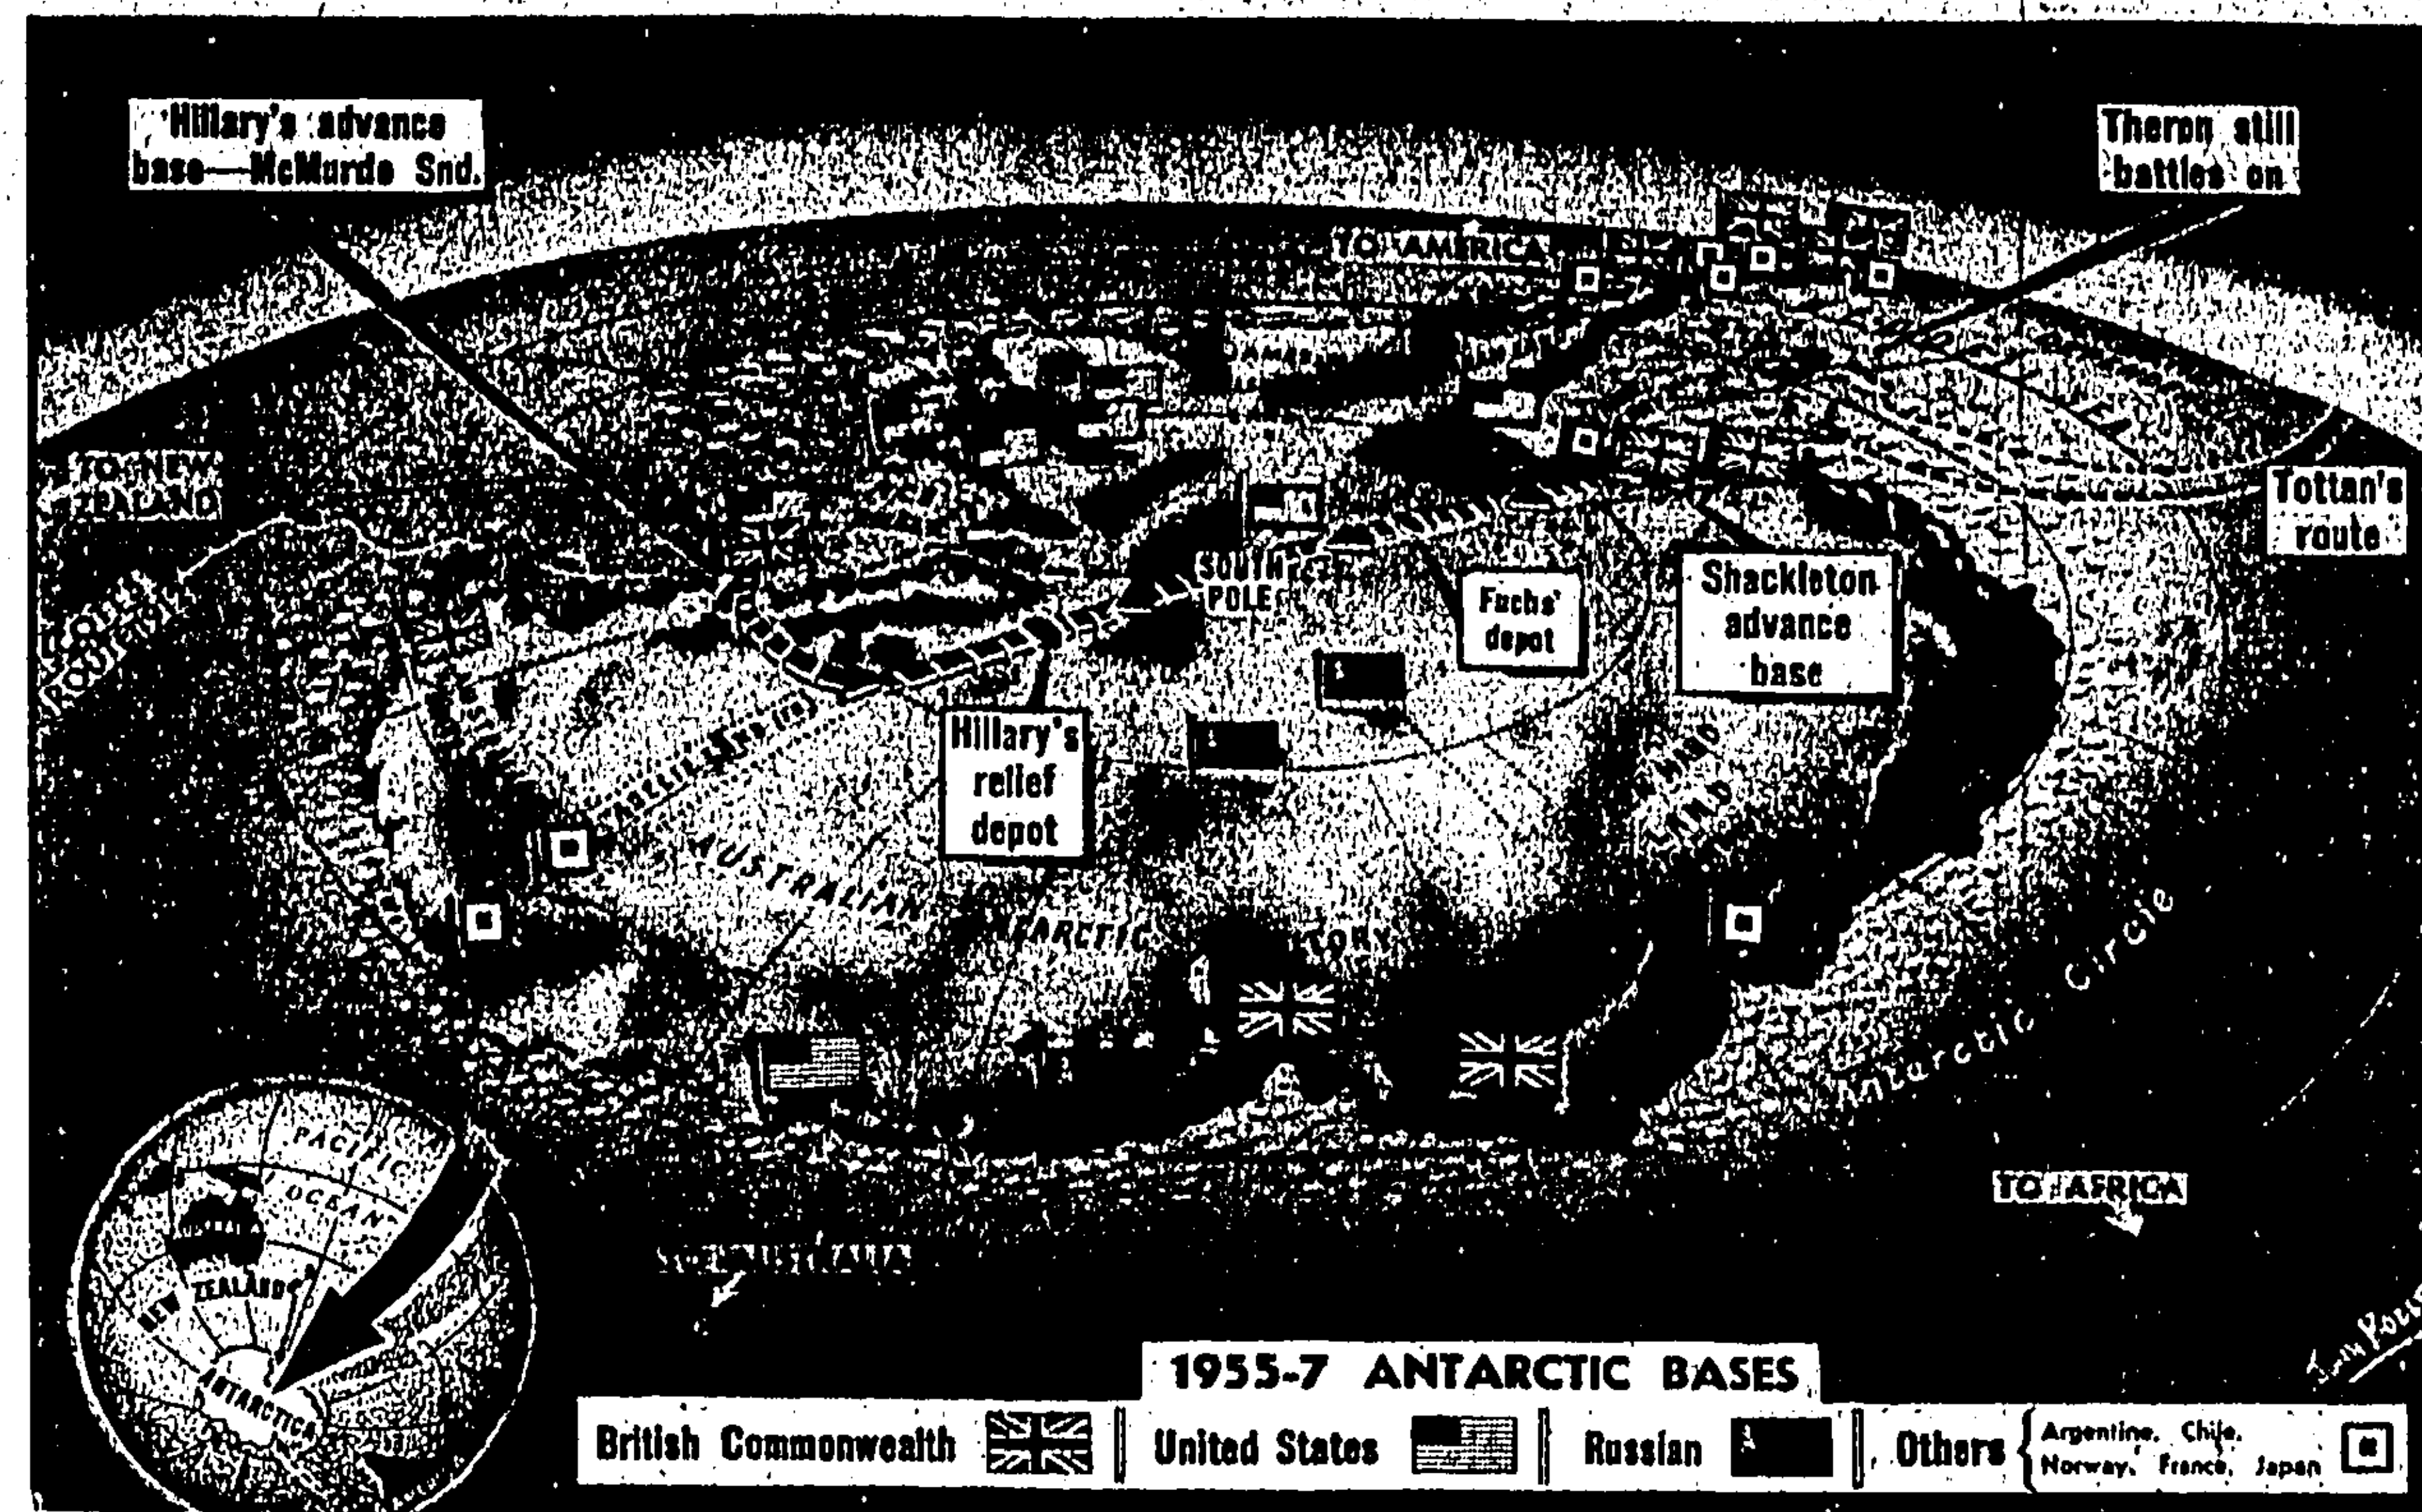 Hillary's advance
base—McMurdo Snd.
Theron still
battles on
TO AMERICA
TO NEW
ZEALAND
Tottan's
route
SOUTH
POLE
Fuchs'
depot
Shackleton
advance
base
Hillary's
relief
depot
LAND
AUSTRALIAN
Antarctic Circle
TO AFRICA
PACIFIC
OCEAN
NEW ZEALAND
ANTARCTICA
1955-7 ANTARCTIC BASES
British Commonwealth
United States
Russian
Others
Argentine, Chile,
Norway, France, Japan